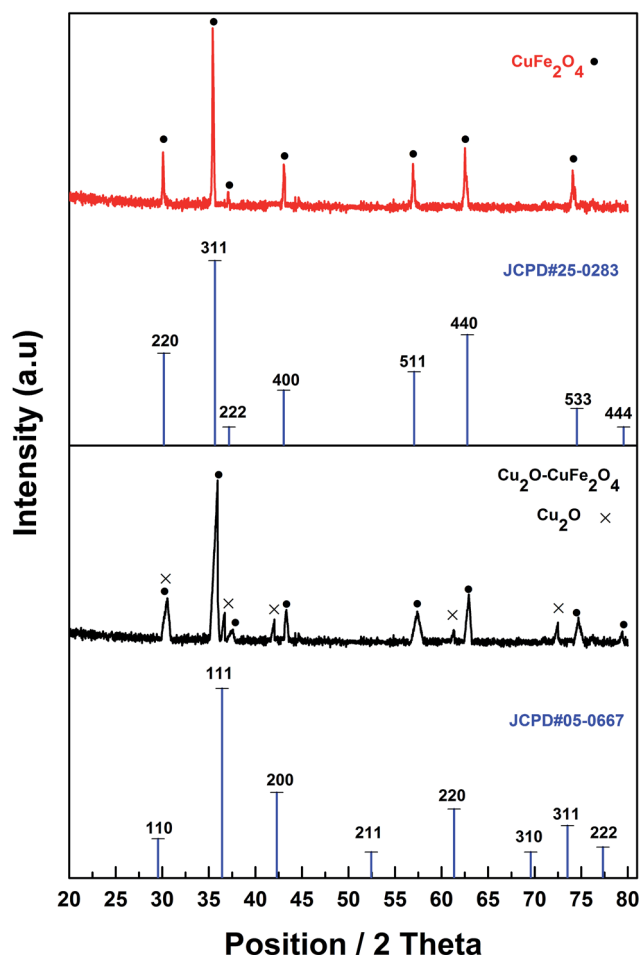 CuFe₂O₄ •
311
JCPD#25-0283
440
220
511
400
533
222
444
Cu₂O-CuFe₂O₄
Cu₂O ×
111
JCPD#05-0667
200
220
311
110
222
211
310
20 25 30 35 40 45 50 55 60 65 70 75 80
Position / 2 Theta
Intensity (a.u)